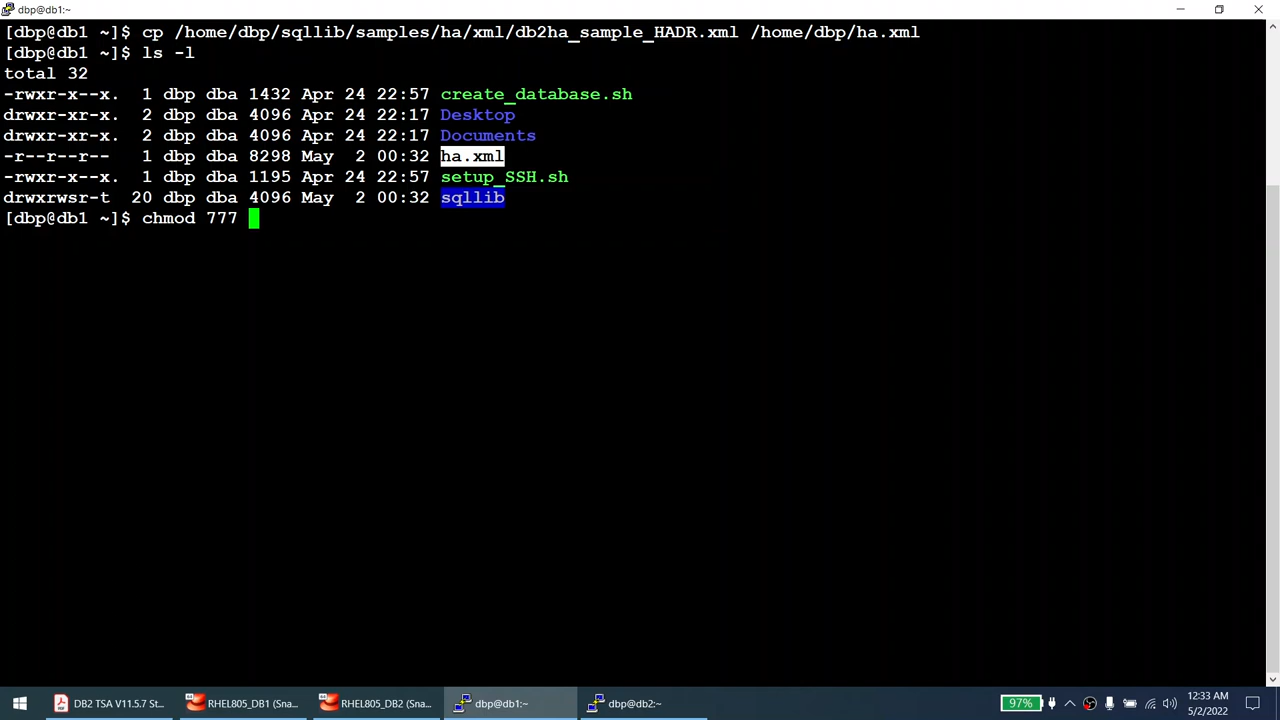 dbp@db1:~
[dbp@db1 ~]$ cp /home/dbp/sqllib/samples/ha/xml/db2ha_sample_HADR.xml /home/dbp/ha.xml
[dbp@db1 ~]$ ls -l
total 32
-rwxr-x--x.  1 dbp dba 1432 Apr 24 22:57 create_database.sh
drwxr-xr-x.  2 dbp dba 4096 Apr 24 22:17 Desktop
drwxr-xr-x.  2 dbp dba 4096 Apr 24 22:17 Documents
-r--r--r--   1 dbp dba 8298 May  2 00:32 ha.xml
-rwxr-x--x.  1 dbp dba 1195 Apr 24 22:57 setup_SSH.sh
drwxrwsr-t  20 dbp dba 4096 May  2 00:32 sqllib
[dbp@db1 ~]$ chmod 777
DB2 TSA V11.5.7 St... RHEL805_DB1 (Sna... RHEL805_DB2 (Sna... dbp@db1:~ dbp@db2:~ 97% 12:33 AM
5/2/2022